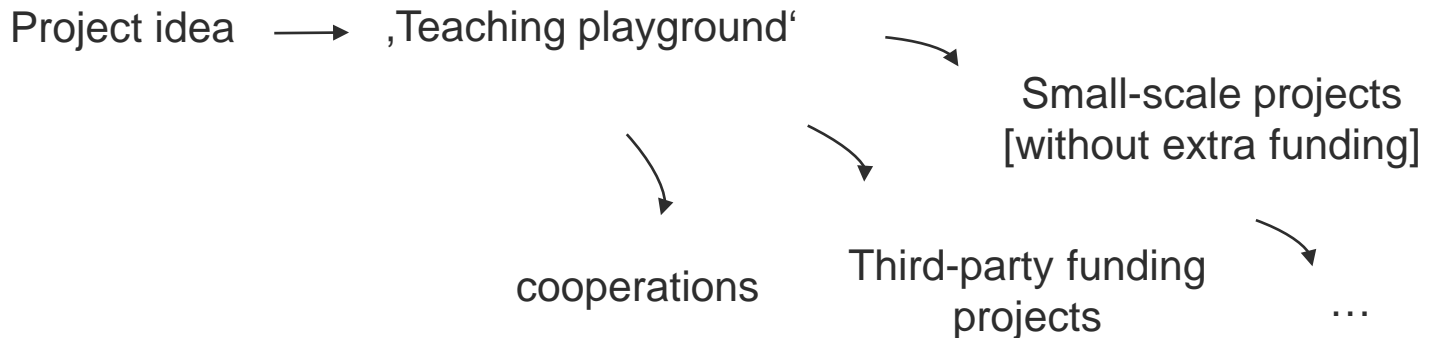 Project idea
‚Teaching playground‘
Small-scale projects
[without extra funding]
cooperations
Third-party funding
projects
…